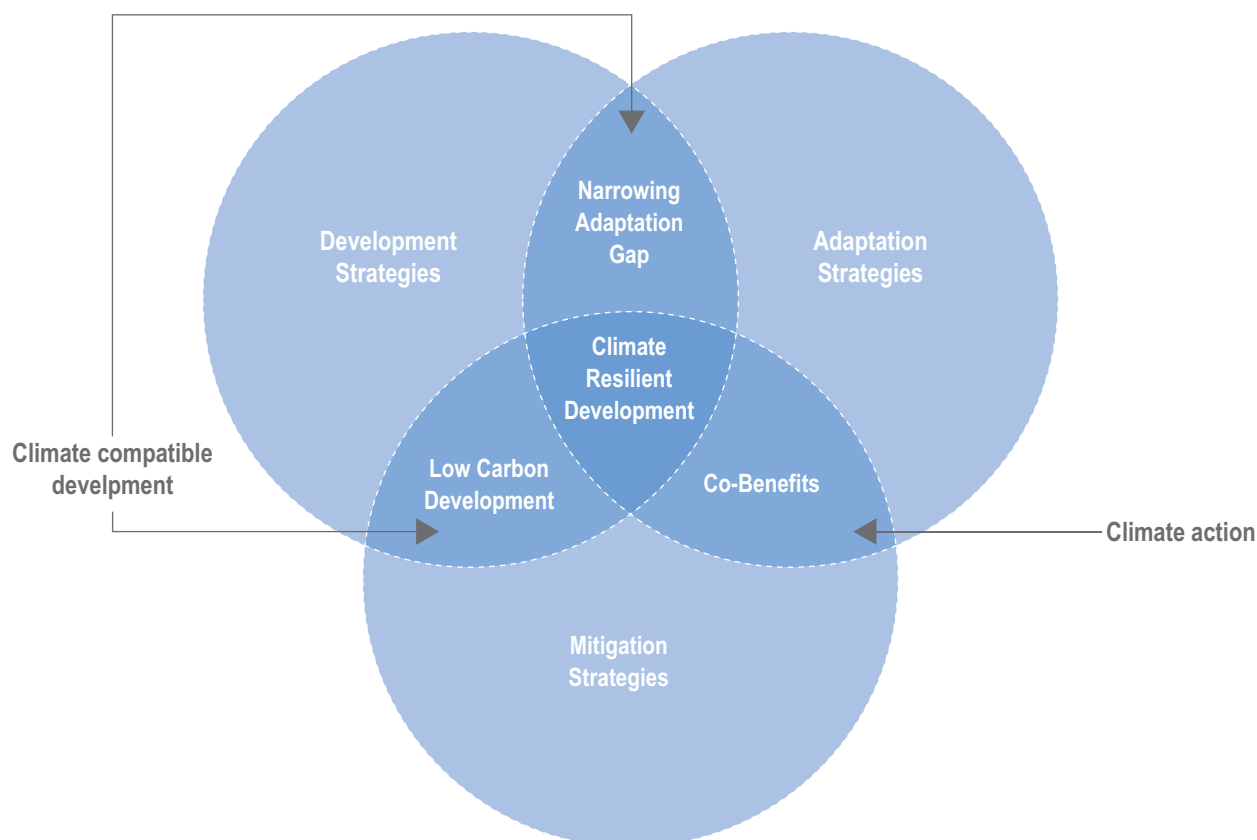 Narrowing
Adaptation
Gap
Development
Strategies
Adaptation
Strategies
Climate
Resilient
Development
Climate compatible
develpment
Low Carbon
Development
Co-Benefits
Climate action
Mitigation
Strategies